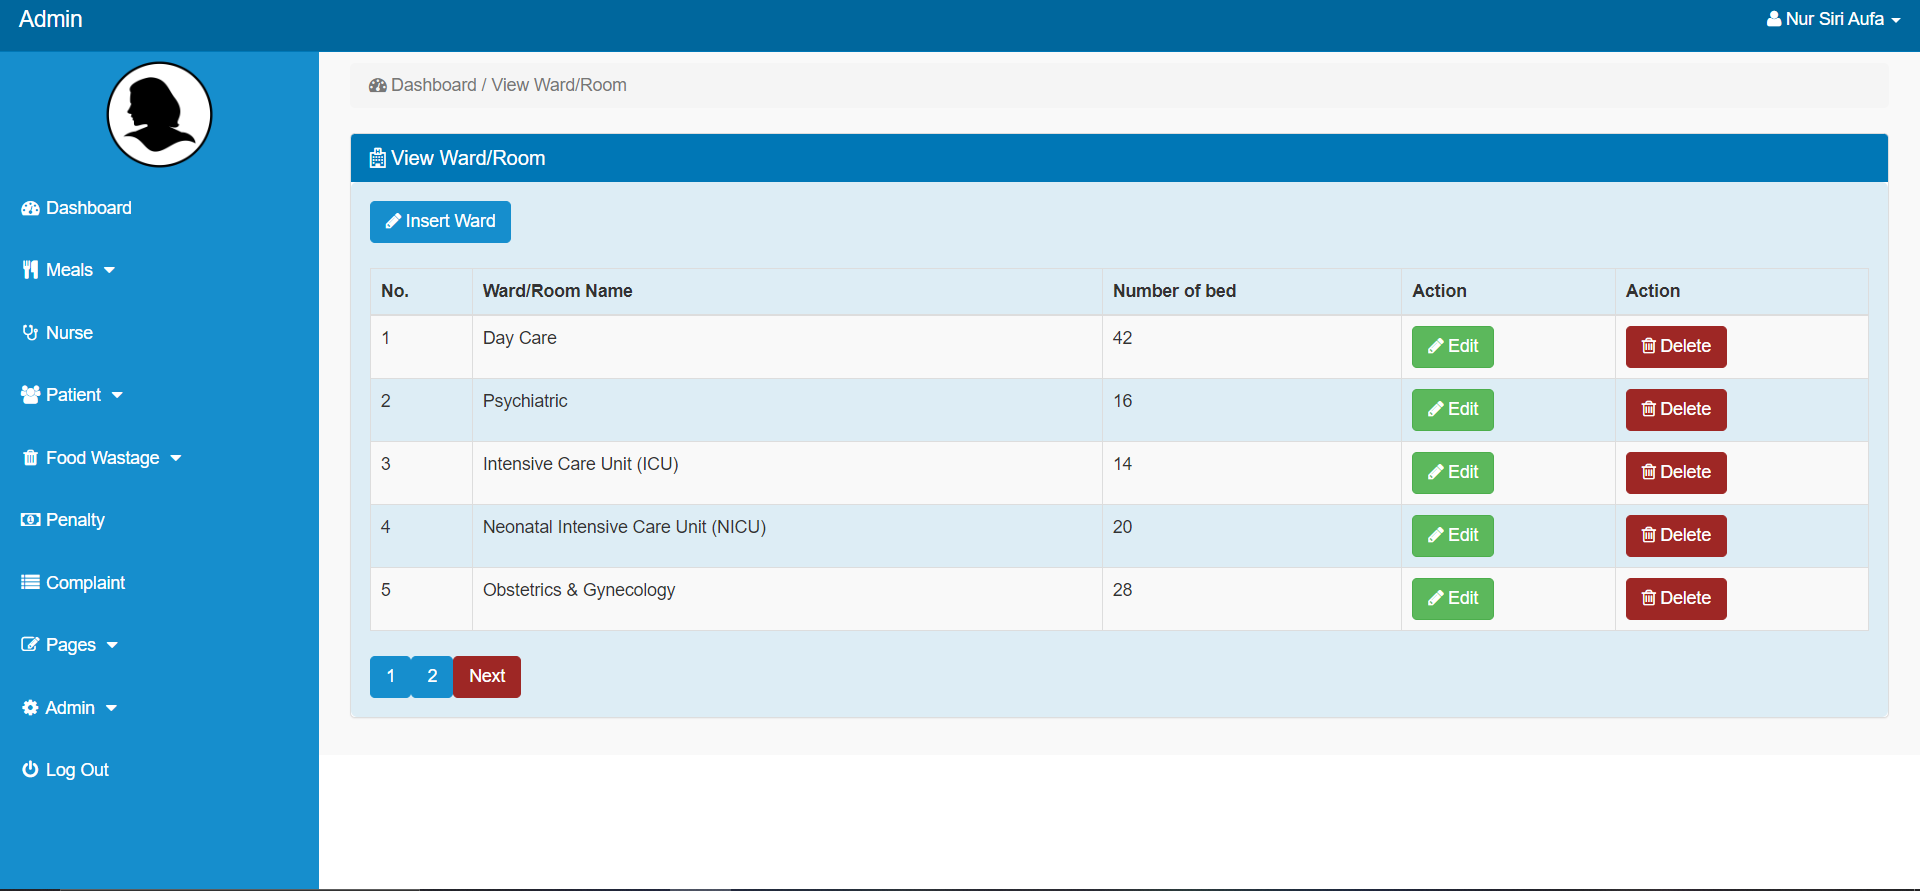 Admin
Nur Siri Aufa
Dashboard
Meals
Nurse
Patient
Food Wastage
Penalty
Complaint
Pages
Admin
Log Out
Dashboard / View Ward/Room
View Ward/Room
Insert Ward
No. Ward/Room Name Number of bed Action Action
1 Day Care 42 Edit Delete
2 Psychiatric 16 Edit Delete
3 Intensive Care Unit (ICU) 14 Edit Delete
4 Neonatal Intensive Care Unit (NICU) 20 Edit Delete
5 Obstetrics & Gynecology 28 Edit Delete
1 2 Next